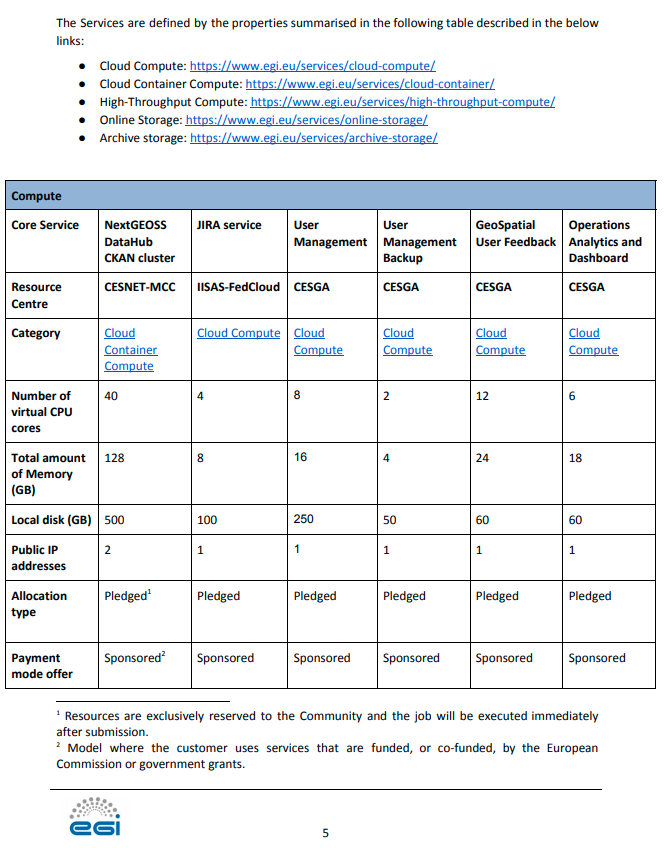 The Services are defined by the properties summarised in the following table described in the below
links:
● Cloud Compute: https://www.egi.eu/services/cloud-compute/
● Cloud Container Compute: https://www.egi.eu/services/cloud-container/
● High-Throughput Compute: https://www.egi.eu/services/high-throughput-compute/
● Online Storage: https://www.egi.eu/services/online-storage/
● Archive storage: https://www.egi.eu/services/archive-storage/
Compute
Core Service NextGEOSS DataHub CKAN cluster JIRA service User Management User Management Backup GeoSpatial User Feedback Operations Analytics and Dashboard
Resource Centre CESNET-MCC IISAS-FedCloud CESGA CESGA CESGA CESGA
Category Cloud Container Compute Cloud Compute Cloud Compute Cloud Compute Cloud Compute Cloud Compute
Number of virtual CPU cores 40 4 8 2 12 6
Total amount of Memory (GB) 128 8 16 4 24 18
Local disk (GB) 500 100 250 50 60 60
Public IP addresses 2 1 1 1 1 1
Allocation type Pledged¹ Pledged Pledged Pledged Pledged Pledged
Payment mode offer Sponsored² Sponsored Sponsored Sponsored Sponsored Sponsored
¹ Resources are exclusively reserved to the Community and the job will be executed immediately
after submission.
² Model where the customer uses services that are funded, or co-funded, by the European
Commission or government grants.
eGI
5